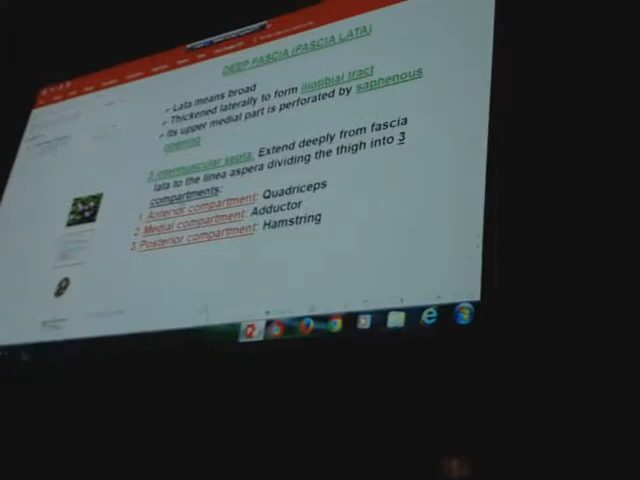 DEEP FASCIA (FASCIA LATA)
Lata means broad
Thickened laterally to form iliotibial tract
Its upper medial part is perforated by saphenous
opening
3 intermuscular septa: Extend deeply from fascia
lata to the linea aspera dividing the thigh into 3
compartments:
1. Anterior compartment: Quadriceps
2. Medial compartment: Adductor
3. Posterior compartment: Hamstring